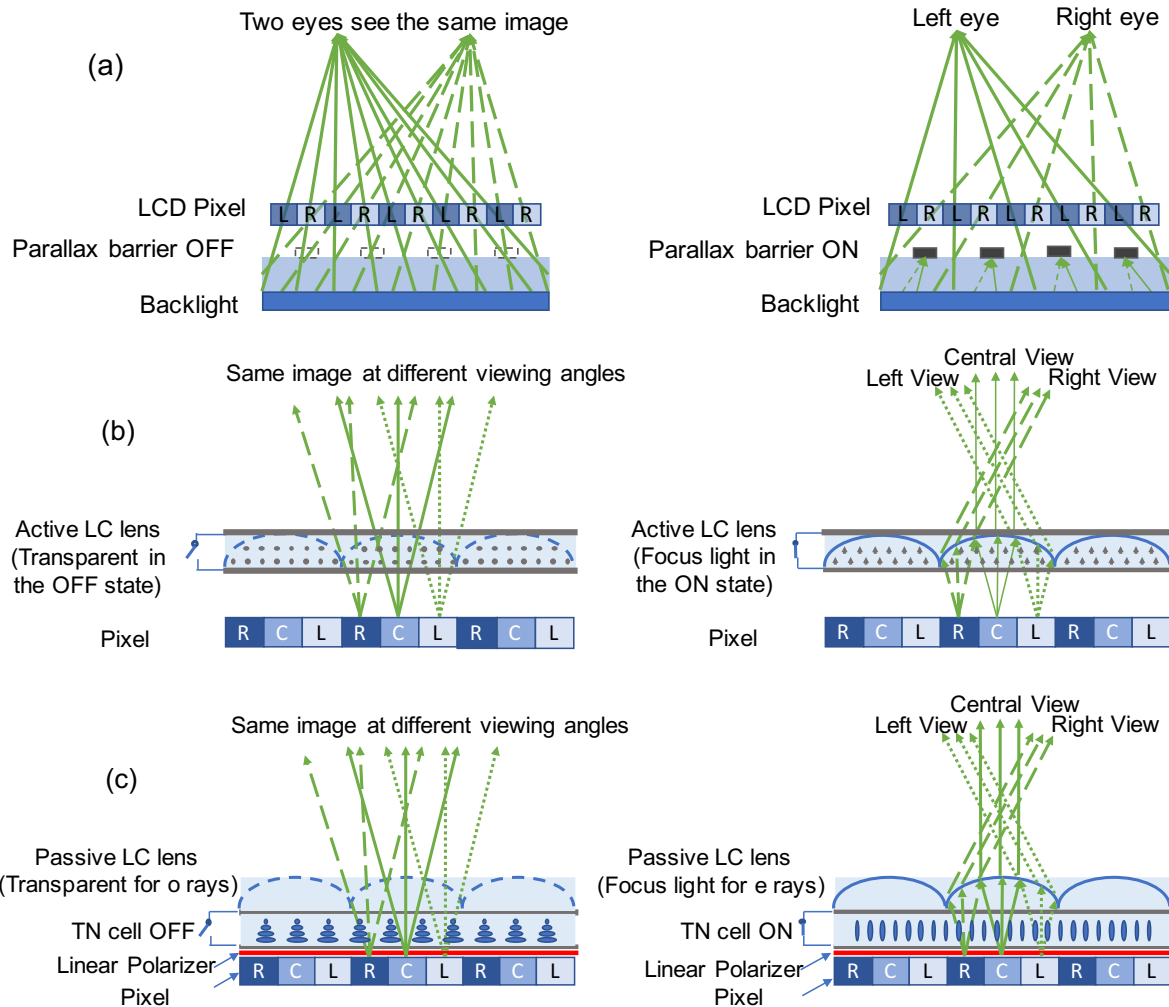 (a)
Two eyes see the same image
LCD Pixel
L R L R L R L R L R
Parallax barrier OFF
Backlight
Left eye Right eye
LCD Pixel
L R L R L R L R L R
Parallax barrier ON
Backlight
(b)
Same image at different viewing angles
Active LC lens
(Transparent in
the OFF state)
Pixel
R C L R C L R C L
Central View
Left View Right View
Active LC lens
(Focus light in
the ON state)
Pixel
R C L R C L R C L
(c)
Same image at different viewing angles
Passive LC lens
(Transparent for o rays)
TN cell OFF
Linear Polarizer
Pixel
R C L R C L R C L
Central View
Left View Right View
Passive LC lens
(Focus light for e rays)
TN cell ON
Linear Polarizer
Pixel
R C L R C L R C L